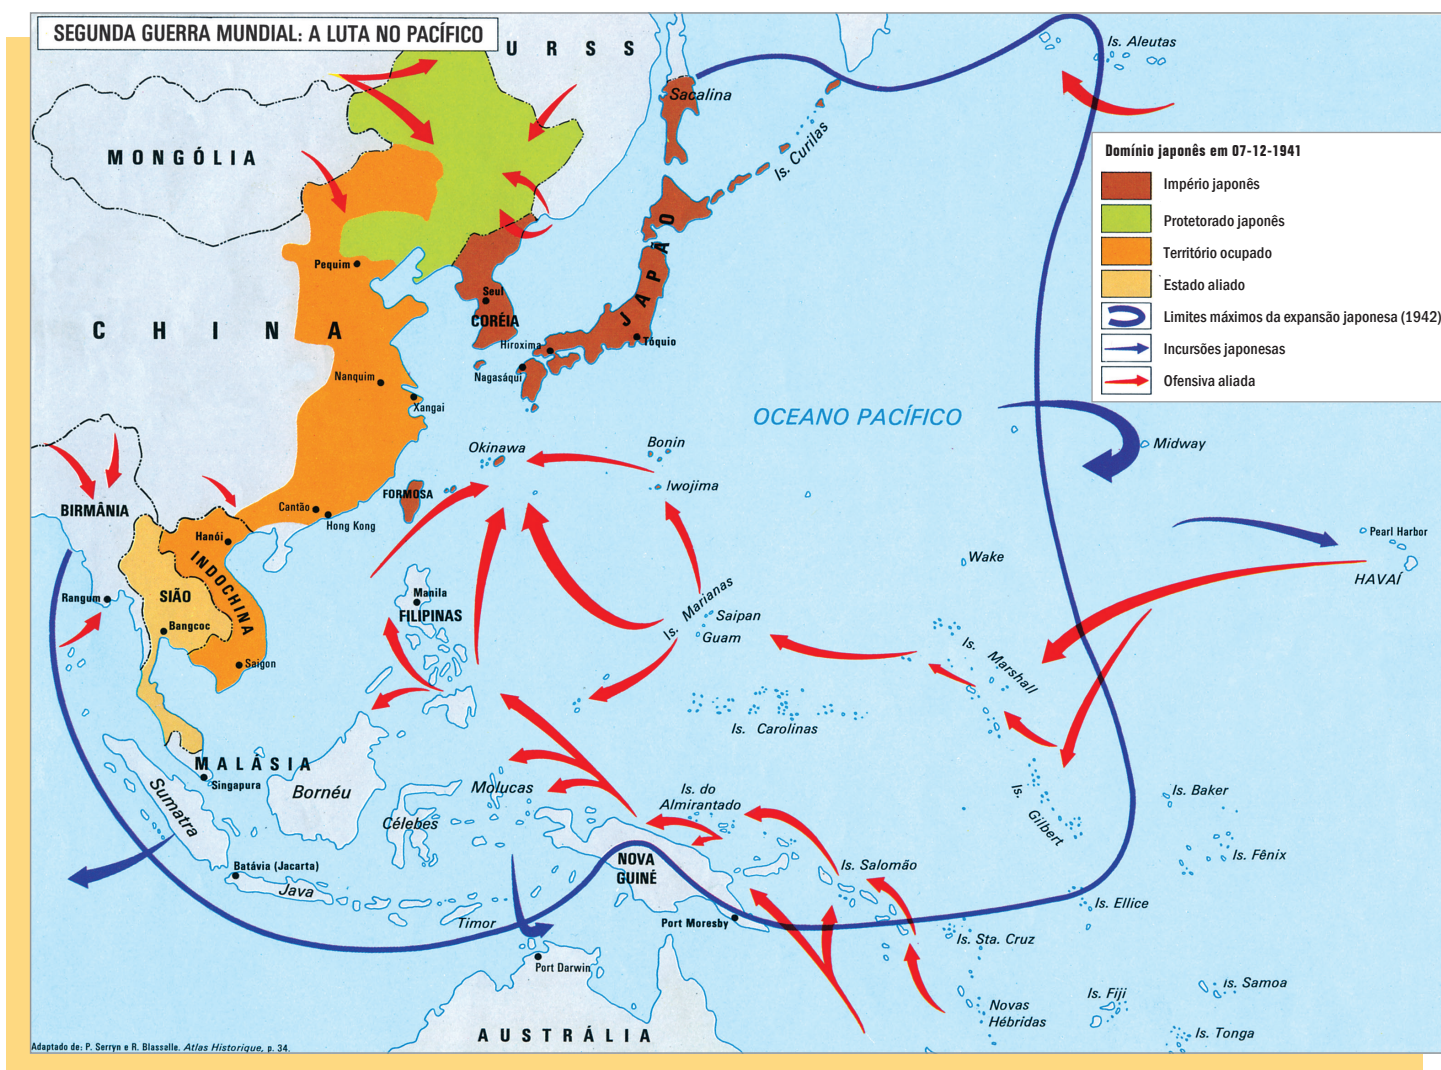 SEGUNDA GUERRA MUNDIAL: A LUTA NO PACÍFICO
URSS
Is. Aleutas
Sacalina
Is. Curilas
MONGÓLIA
Domínio japonês em 07-12-1941
Império japonês
Protetorado japonês
Território ocupado
Estado aliado
Limites máximos da expansão japonesa (1942)
Incursões japonesas
Ofensiva aliada
JAPÃO
Pequim
Seul
CORÉIA
CHINA
Hiroxima
Tóquio
Nagasáqui
Nanquim
Xangai
OCEANO PACÍFICO
Midway
Okinawa
Bonin
Iwojima
FORMOSA
BIRMÂNIA
Cantão
Hong Kong
Hanói
INDOCHINA
Pearl Harbor
HAVAÍ
Wake
Rangum
SIÃO
Bangcoc
Saigon
Manila
FILIPINAS
Is. Marianas
Saipan
Guam
Is. Marshall
Is. Carolinas
MALÁSIA
Singapura
Sumatra
Bornéu
Molucas
Célebes
Is. do
Almirantado
Is. Gilbert
Is. Baker
Is. Fênix
Batávia (Jacarta)
Java
NOVA
GUINÉ
Is. Salomão
Timor
Port Moresby
Is. Ellice
Is. Sta. Cruz
Port Darwin
Is. Samoa
Is. Fiji
Novas
Hébridas
Is. Tonga
AUSTRÁLIA
Adaptado de: P. Serryn e R. Blasselle. Atlas Historique, p. 34.